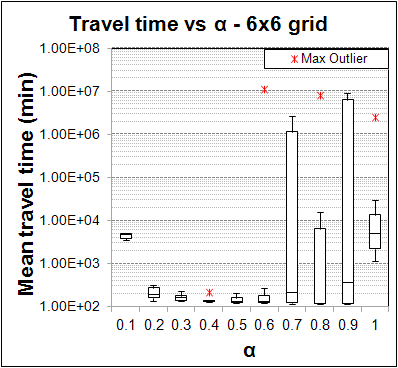 Travel time vs α - 6x6 grid
Max Outlier
Mean travel time (min)
1.00E+08
1.00E+07
1.00E+06
1.00E+05
1.00E+04
1.00E+03
1.00E+02
0.1 0.2 0.3 0.4 0.5 0.6 0.7 0.8 0.9 1
α